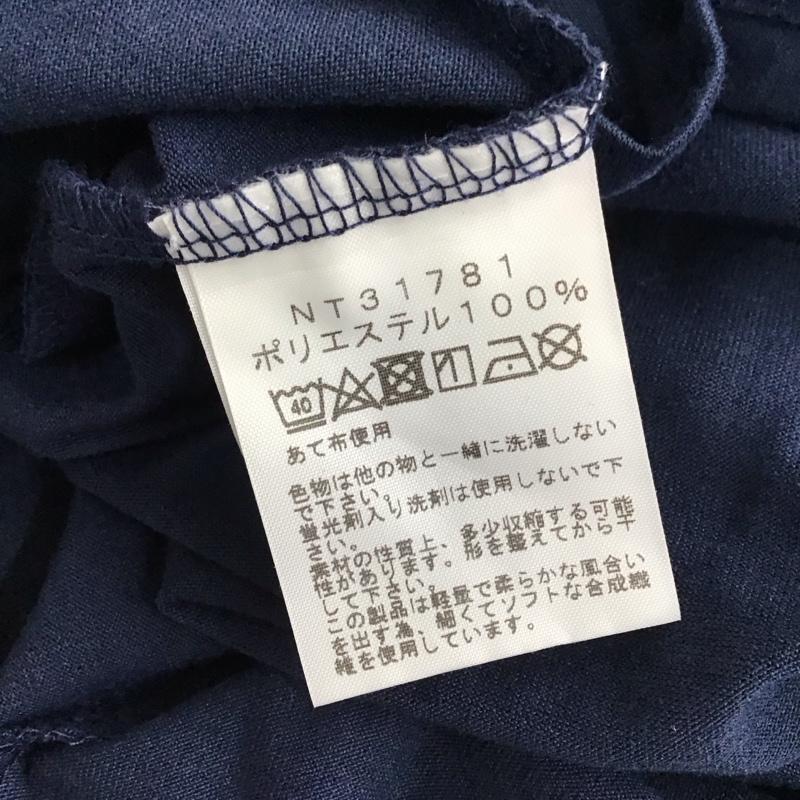 NT31781
ポリエステル100%
40
あて布使用
色物は他の物と一緒に洗濯しない
で下さい。
蛍光剤入り洗剤は使用しないで下
さい。
素材の性質上、多少収縮する可能
性があります。形を整えてから干
して下さい。
この製品は軽量で柔らかな風合い
を出す為、細くてソフトな合成繊
維を使用しています。